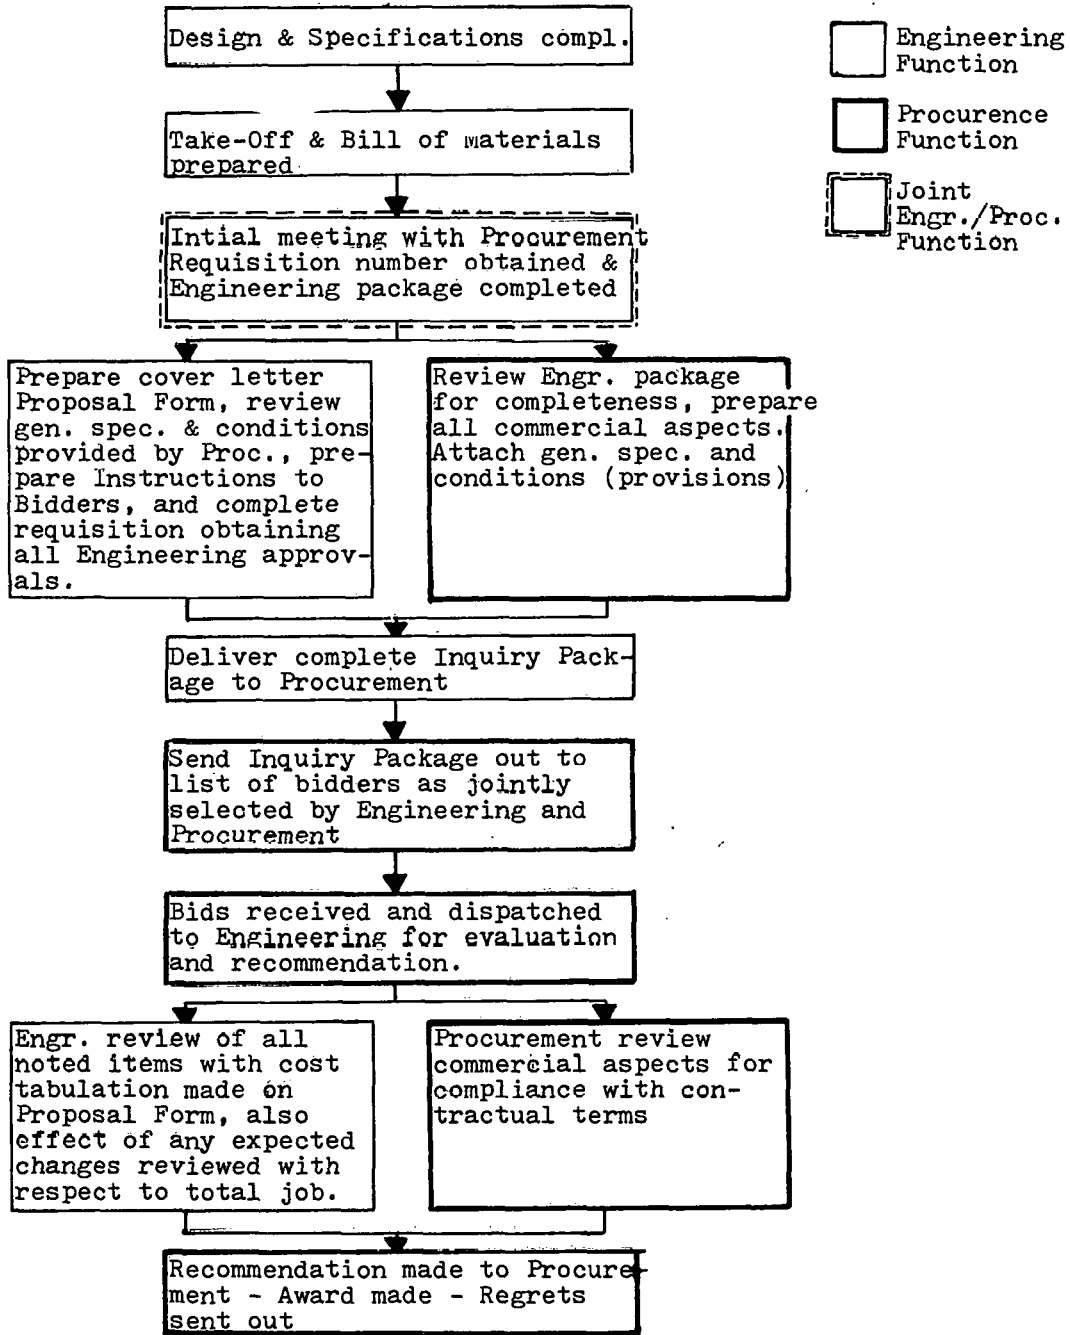 Design & Specifications compl.
Take-Off & Bill of Materials
prepared
Intial meeting with Procurement
Requisition number obtained &
Engineering package completed
Prepare cover letter
Proposal Form, review
gen. spec. & conditions
provided by Proc., pre-
pare Instructions to
Bidders, and complete
requisition obtaining
all Engineering approv-
als.
Review Engr. package
for completeness, prepare
all commercial aspects.
Attach gen. spec. and
conditions (provisions)
Deliver complete Inquiry Pack-
age to Procurement
Send Inquiry Package out to
list of bidders as jointly
selected by Engineering and
Procurement
Bids received and dispatched
to Engineering for evaluation
and recommendation.
Engr. review of all
noted items with cost
tabulation made on
Proposal Form, also
effect of any expected
changes reviewed with
respect to total job.
Procurement review
commercial aspects for
compliance with con-
tractual terms
Recommendation made to Procure-
ment - Award made - Regrets
sent out
Engineering
Function
Procurence
Function
Joint
Engr./Proc.
Function